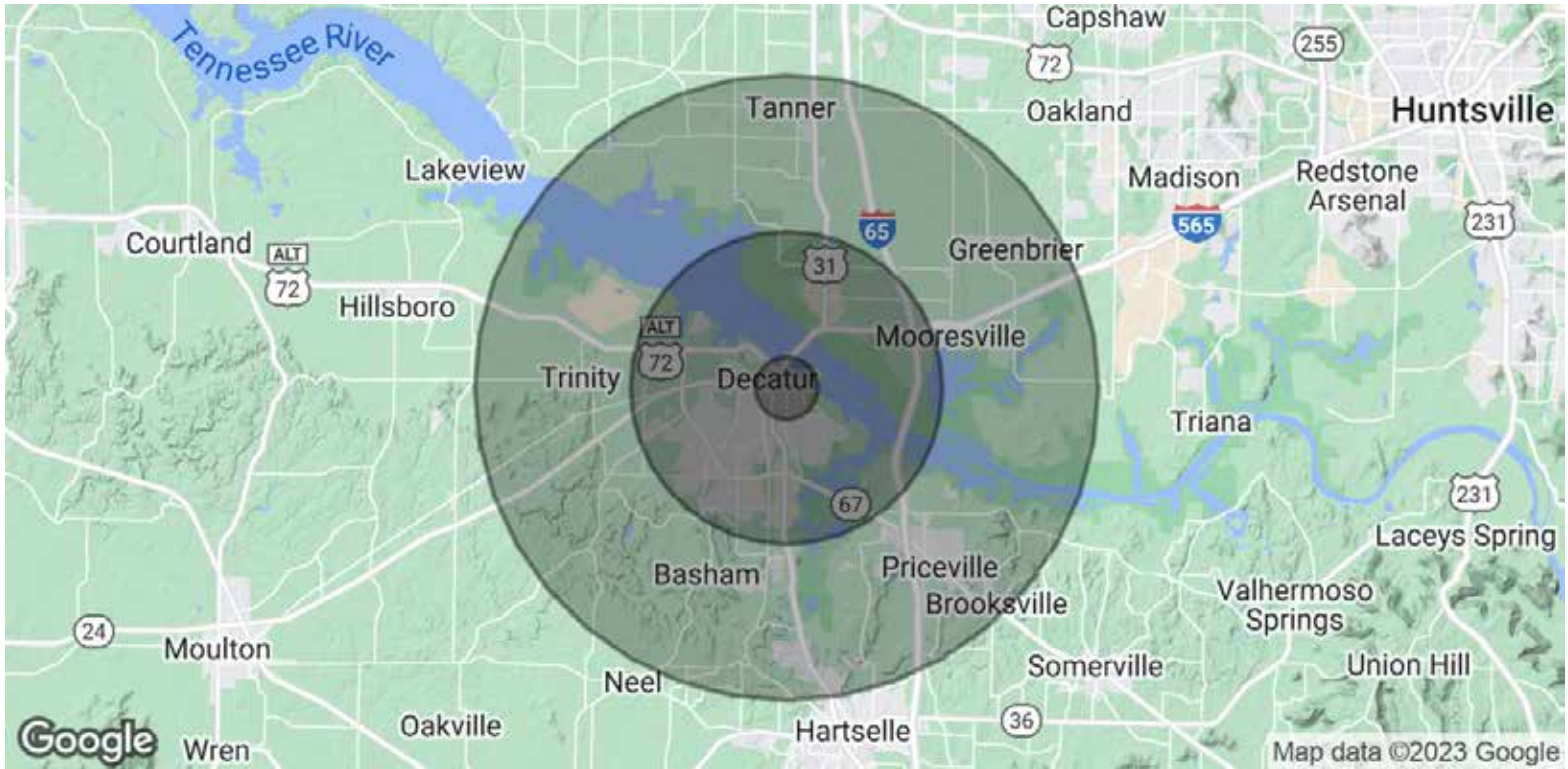 Capshaw
255
Tennessee River
72
Tanner
Oakland
Huntsville
Lakeview
Madison
Redstone
Arsenal
231
65
565
Courtland
ALT
72
Greenbrier
31
Hillsboro
ALT
72
Mooresville
Trinity
Decatur
Triana
67
231
Laceys Spring
Basham
Priceville
Brooksville
Valhermoso
Springs
24
Moulton
Neel
Somerville
Union Hill
Oakville
Hartselle
36
Google
Wren
Map data ©2023 Google